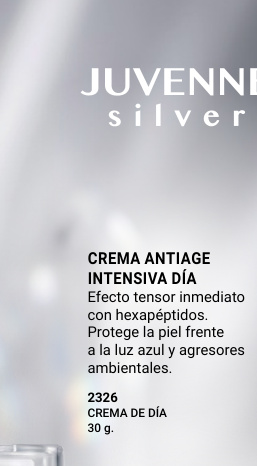 JUVENNE
silver
CREMA ANTIAGE
INTENSIVA DÍA
Efecto tensor inmediato
con hexapéptidos.
Protege la piel frente
a la luz azul y agresores
ambientales.
2326
CREMA DE DÍA
30 g.